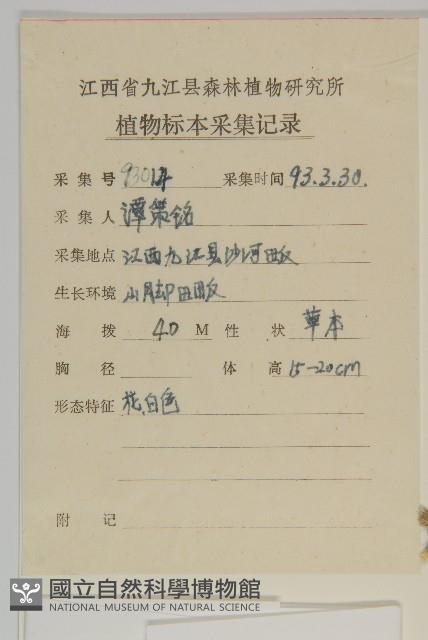 江西省九江县森林植物研究所
植物标本采集记录
采集号 采集时间 93.3.30.
采集人 谭策铭
采集地点 江西九江县沙河畈
生长环境 山脚田畈
海拨 40 M 性状 草本
胸径 体高 15-20cm
形态特征 花白色
附记
國立自然科學博物館
NATIONAL MUSEUM OF NATURAL SCIENCE